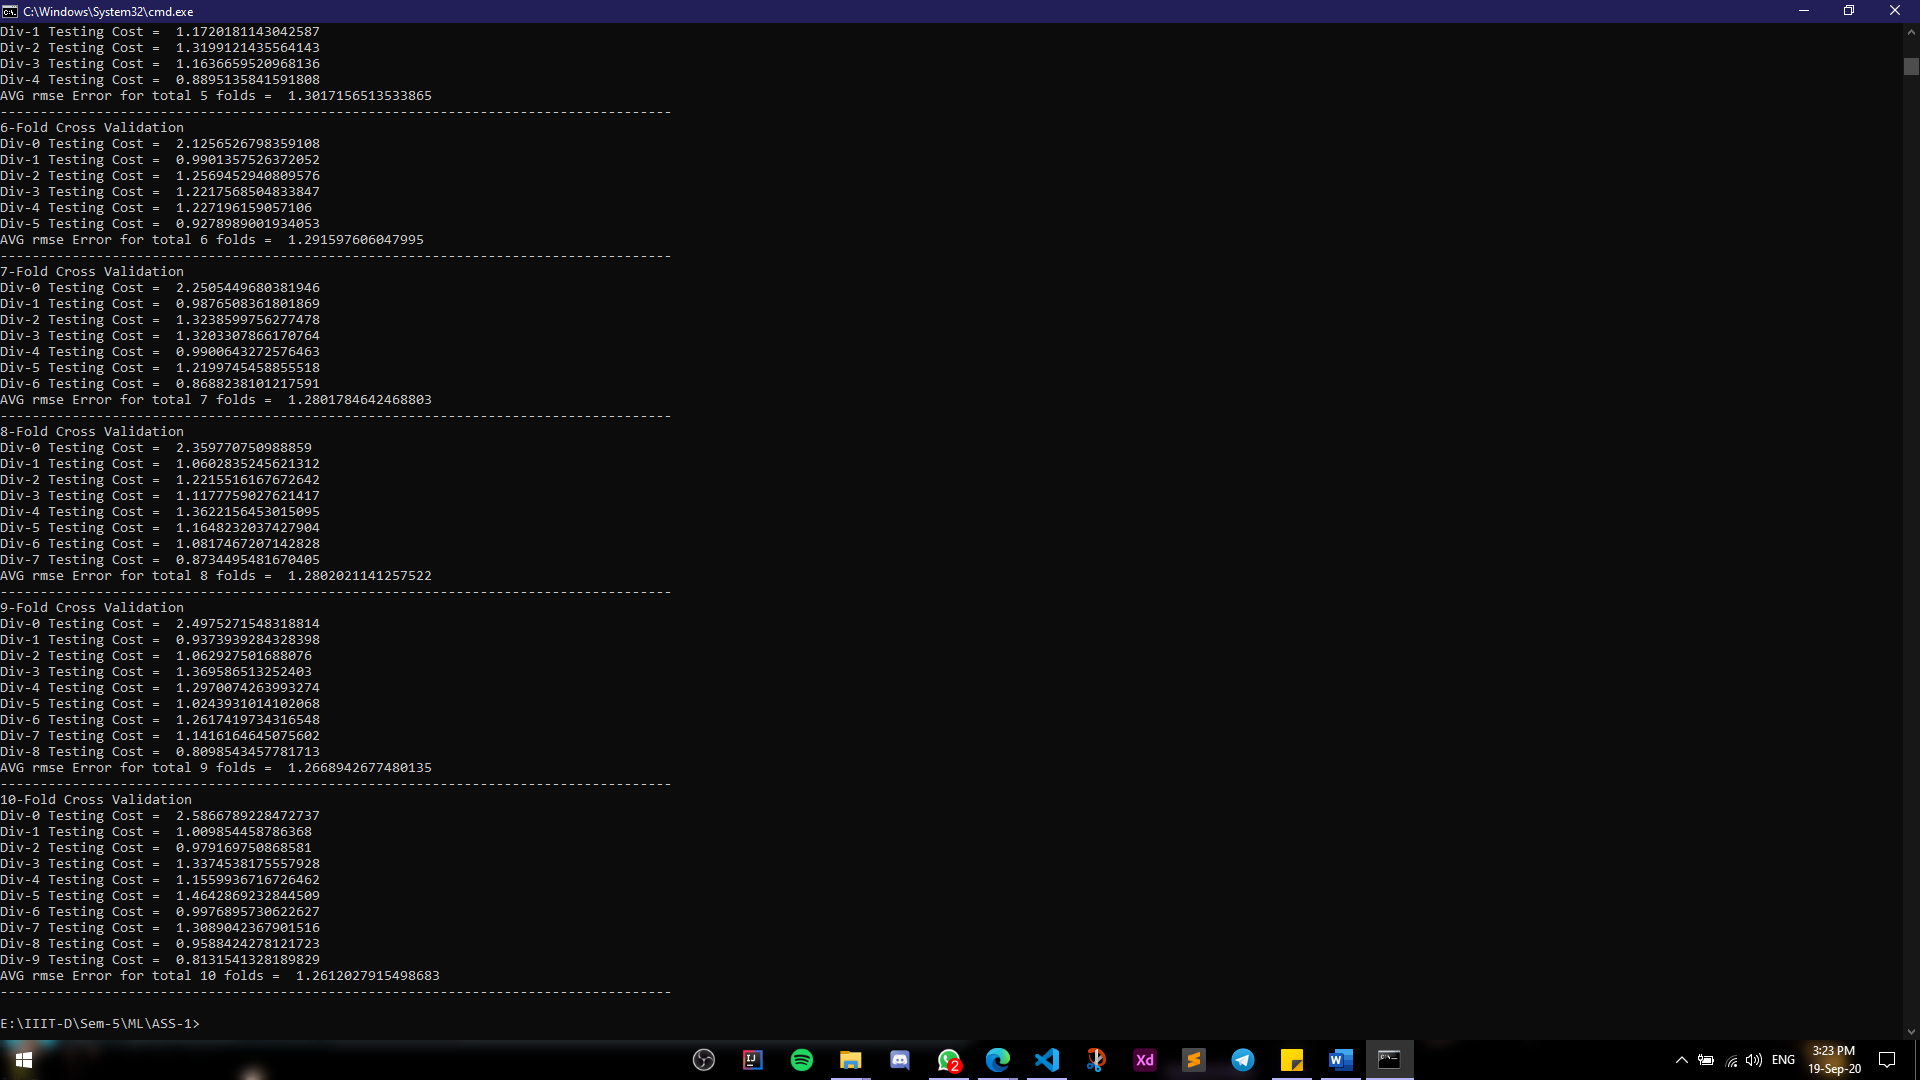 C:\Windows\System32\cmd.exe
Div-1 Testing Cost =  1.1720181143042587
Div-2 Testing Cost =  1.3199121435564143
Div-3 Testing Cost =  1.1636659520968136
Div-4 Testing Cost =  0.8895135841591808
AVG rmse Error for total 5 folds =  1.3017156513533865
------------------------------------------------------------------------------------
6-Fold Cross Validation
Div-0 Testing Cost =  2.1256526798359108
Div-1 Testing Cost =  0.9901357526372052
Div-2 Testing Cost =  1.2569452940809576
Div-3 Testing Cost =  1.2217568504833847
Div-4 Testing Cost =  1.227196159057106
Div-5 Testing Cost =  0.9278989001934053
AVG rmse Error for total 6 folds =  1.291597606047995
------------------------------------------------------------------------------------
7-Fold Cross Validation
Div-0 Testing Cost =  2.2505449680381946
Div-1 Testing Cost =  0.9876508361801869
Div-2 Testing Cost =  1.3238599756277478
Div-3 Testing Cost =  1.3203307866170764
Div-4 Testing Cost =  0.9900643272576463
Div-5 Testing Cost =  1.2199745458855518
Div-6 Testing Cost =  0.8688238101217591
AVG rmse Error for total 7 folds =  1.2801784642468803
------------------------------------------------------------------------------------
8-Fold Cross Validation
Div-0 Testing Cost =  2.359770750988859
Div-1 Testing Cost =  1.0602835245621312
Div-2 Testing Cost =  1.2215516167672642
Div-3 Testing Cost =  1.1177759027621417
Div-4 Testing Cost =  1.3622156453015095
Div-5 Testing Cost =  1.1648232037427904
Div-6 Testing Cost =  1.0817467207142828
Div-7 Testing Cost =  0.8734495481670405
AVG rmse Error for total 8 folds =  1.2802021141257522
------------------------------------------------------------------------------------
9-Fold Cross Validation
Div-0 Testing Cost =  2.4975271548318814
Div-1 Testing Cost =  0.9373939284328398
Div-2 Testing Cost =  1.062927501688076
Div-3 Testing Cost =  1.369586513252403
Div-4 Testing Cost =  1.2970074263993274
Div-5 Testing Cost =  1.0243931014102068
Div-6 Testing Cost =  1.2617419734316548
Div-7 Testing Cost =  1.1416164645075602
Div-8 Testing Cost =  0.8098543457781713
AVG rmse Error for total 9 folds =  1.2668942677480135
------------------------------------------------------------------------------------
10-Fold Cross Validation
Div-0 Testing Cost =  2.5866789228472737
Div-1 Testing Cost =  1.009854458786368
Div-2 Testing Cost =  0.979169750868581
Div-3 Testing Cost =  1.3374538175557928
Div-4 Testing Cost =  1.1559936716726462
Div-5 Testing Cost =  1.4642869232844509
Div-6 Testing Cost =  0.9976895730622627
Div-7 Testing Cost =  1.3089042367901516
Div-8 Testing Cost =  0.9588424278121723
Div-9 Testing Cost =  0.8131541328189829
AVG rmse Error for total 10 folds =  1.2612027915498683
------------------------------------------------------------------------------------
E:\IIIT-D\Sem-5\ML\ASS-1>
IJ
2
Xd
W
ENG
3:23 PM
19-Sep-20